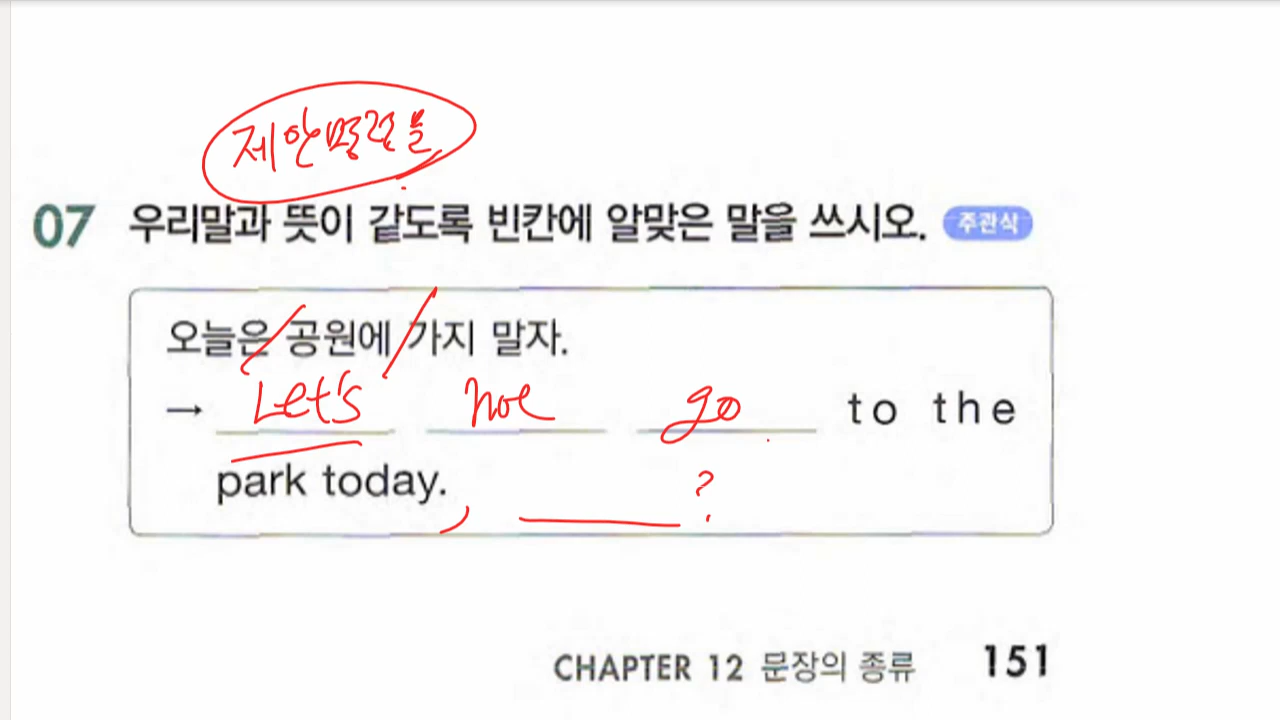 제안명령문
07 우리말과 뜻이 같도록 빈칸에 알맞은 말을 쓰시오. 주관식
오늘은 공원에 가지 말자.
→ Let's not go to the
park today. , ?
CHAPTER 12 문장의 종류 151